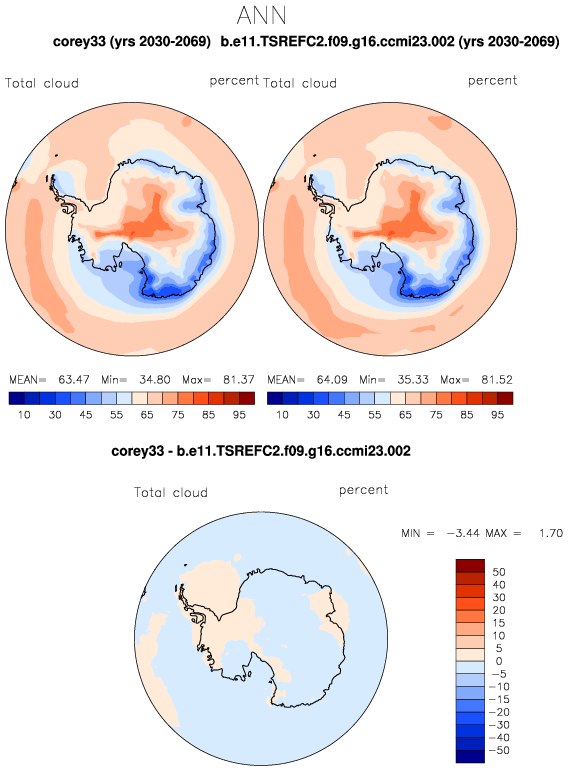 ANN
corey33 (yrs 2030-2069) b.e11.TSREFC2.f09.g16.ccmi23.002 (yrs 2030-2069)
Total cloud percent Total cloud percent
MEAN= 63.47 Min= 34.80 Max= 81.37 MEAN= 64.09 Min= 35.33 Max= 81.52
10 30 45 55 65 75 85 95 10 30 45 55 65 75 85 95
corey33 - b.e11.TSREFC2.f09.g16.ccmi23.002
Total cloud percent
MIN = -3.44 MAX = 1.70
50
40
30
20
15
10
5
0
-5
-10
-15
-20
-30
-40
-50